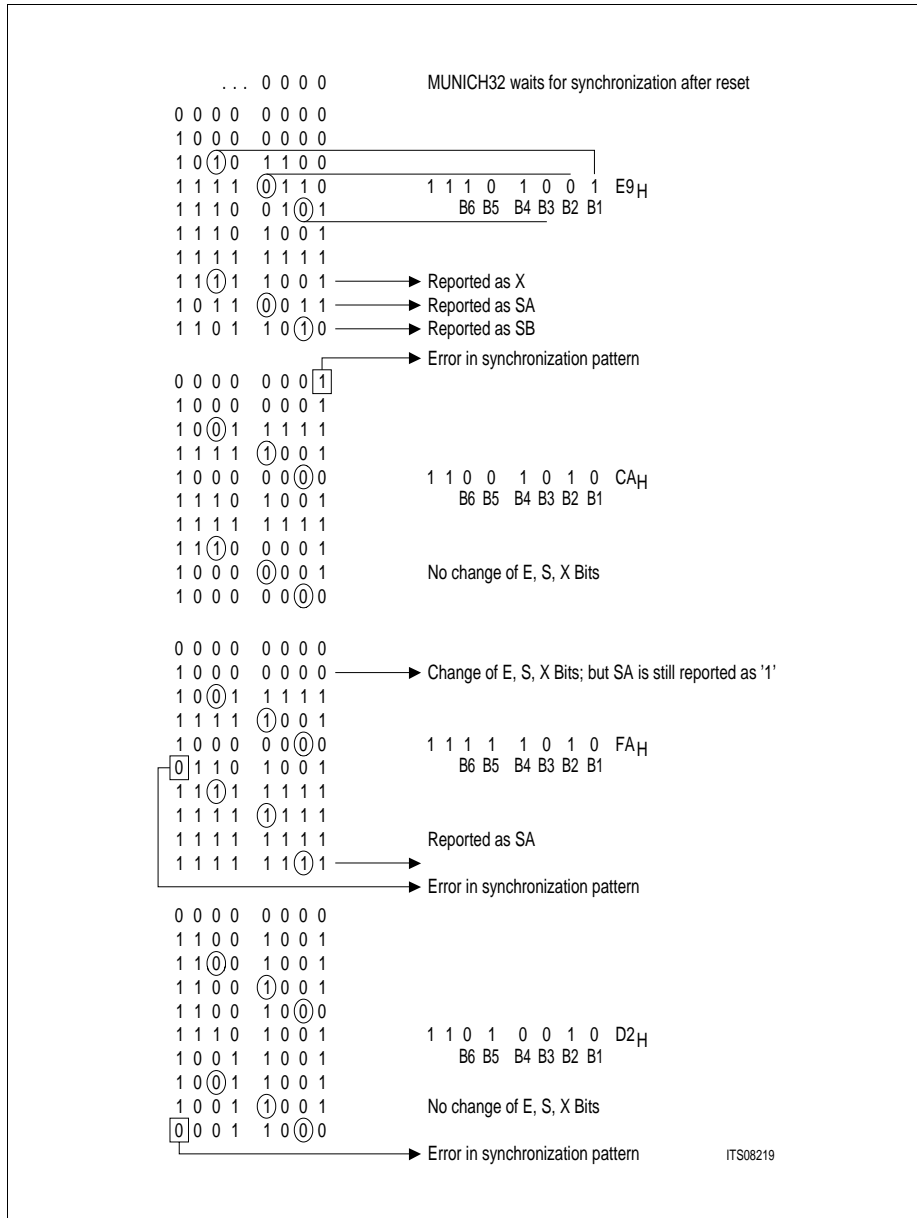 . . . 0 0 0 0 MUNICH32 waits for synchronization after reset
0 0 0 0 0 0 0 0
1 0 0 0 0 0 0 0
1 0 1 0 1 1 0 0
1 1 1 1 0 1 1 0 1 1 1 0 1 0 0 1 E9H
1 1 1 0 0 1 0 1 B6 B5 B4 B3 B2 B1
1 1 1 0 1 0 0 1
1 1 1 1 1 1 1 1
1 1 1 1 1 0 0 1 Reported as X
1 0 1 1 0 0 1 1 Reported as SA
1 1 0 1 1 0 1 0 Reported as SB
Error in synchronization pattern
0 0 0 0 0 0 0 1
1 0 0 0 0 0 0 1
1 0 0 1 1 1 1 1
1 1 1 1 1 0 0 1
1 0 0 0 0 0 0 0 1 1 0 0 1 0 1 0 CAH
1 1 1 0 1 0 0 1 B6 B5 B4 B3 B2 B1
1 1 1 1 1 1 1 1
1 1 1 0 0 0 0 1
1 0 0 0 0 0 0 1 No change of E, S, X Bits
1 0 0 0 0 0 0 0
0 0 0 0 0 0 0 0
1 0 0 0 0 0 0 0 Change of E, S, X Bits; but SA is still reported as '1'
1 0 0 1 1 1 1 1
1 1 1 1 1 0 0 1
1 0 0 0 0 0 0 0 1 1 1 1 1 0 1 0 FAH
0 1 1 0 1 0 0 1 B6 B5 B4 B3 B2 B1
1 1 1 1 1 1 1 1
1 1 1 1 1 1 1 1
1 1 1 1 1 1 1 1 Reported as SA
1 1 1 1 1 1 1 1
Error in synchronization pattern
0 0 0 0 0 0 0 0
1 1 0 0 1 0 0 1
1 1 0 0 1 0 0 1
1 1 0 0 1 0 0 1
1 1 0 0 1 0 0 0
1 1 1 0 1 0 0 1 1 1 0 1 0 0 1 0 D2H
1 0 0 1 1 0 0 1 B6 B5 B4 B3 B2 B1
1 0 0 1 1 0 0 1
1 0 0 1 1 0 0 1 No change of E, S, X Bits
0 0 0 1 1 0 0 0
Error in synchronization pattern ITS08219